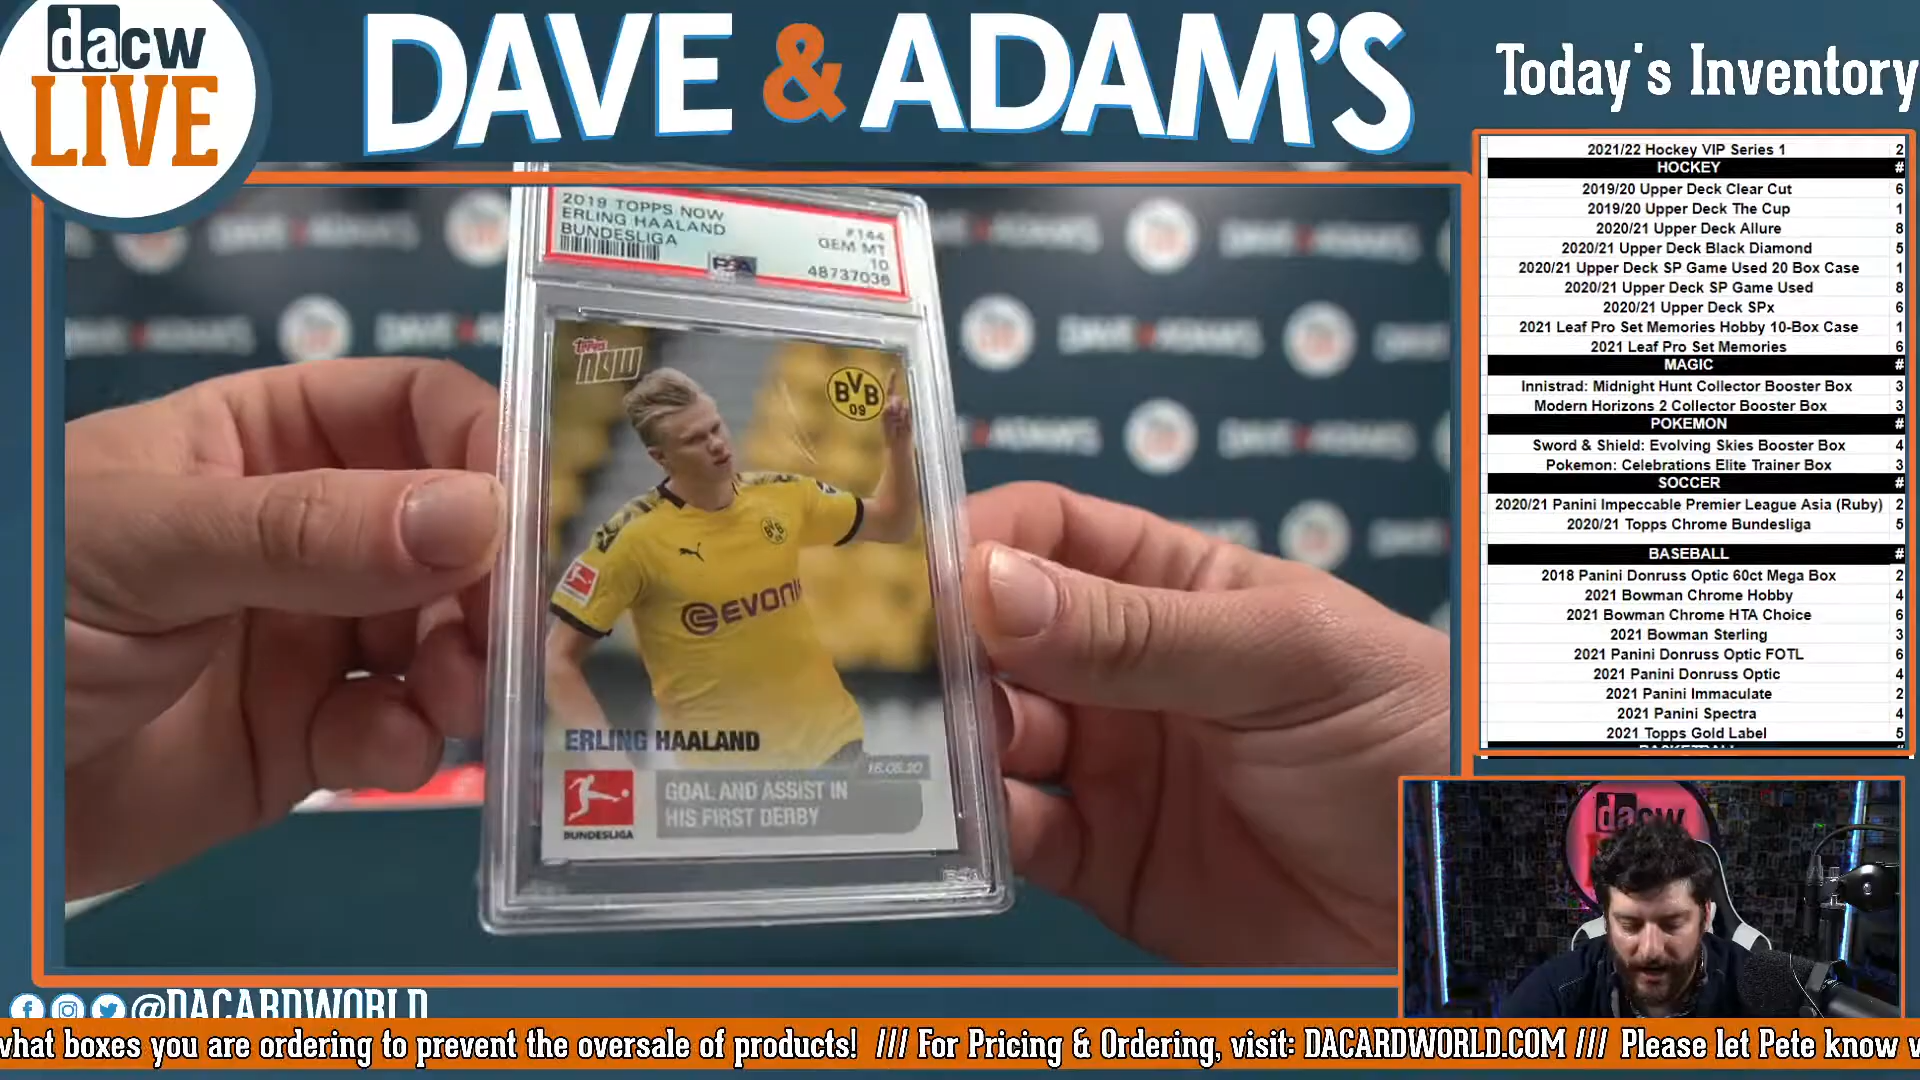 dacw
LIVE
DAVE & ADAM'S
Today's Inventory
2019 TOPPS NOW
ERLING HAALAND
BUNDESLIGA
#144
GEM MT
10
48737036
PSA
TOPPS
NOW
BVB
09
BVB
09
EVONI
ERLING HAALAND
16.05.20
GOAL AND ASSIST IN
HIS FIRST DERBY
BUNDESLIGA
2021/22 Hockey VIP Series 1 2
HOCKEY #
2019/20 Upper Deck Clear Cut 6
2019/20 Upper Deck The Cup 1
2020/21 Upper Deck Allure 8
2020/21 Upper Deck Black Diamond 5
2020/21 Upper Deck SP Game Used 20 Box Case 1
2020/21 Upper Deck SP Game Used 8
2020/21 Upper Deck SPx 6
2021 Leaf Pro Set Memories Hobby 10-Box Case 1
2021 Leaf Pro Set Memories 6
MAGIC #
Innistrad: Midnight Hunt Collector Booster Box 3
Modern Horizons 2 Collector Booster Box 3
POKEMON #
Sword & Shield: Evolving Skies Booster Box 4
Pokemon: Celebrations Elite Trainer Box 3
SOCCER #
2020/21 Panini Impeccable Premier League Asia (Ruby) 2
2020/21 Topps Chrome Bundesliga 5
BASEBALL #
2018 Panini Donruss Optic 60ct Mega Box 2
2021 Bowman Chrome Hobby 4
2021 Bowman Chrome HTA Choice 6
2021 Bowman Sterling 3
2021 Panini Donruss Optic FOTL 6
2021 Panini Donruss Optic 4
2021 Panini Immaculate 2
2021 Panini Spectra 4
2021 Topps Gold Label 5
BASKETBALL #
dacw
@DACARDWORLD
what boxes you are ordering to prevent the oversale of products! /// For Pricing & Ordering, visit: DACARDWORLD.COM /// Please let Pete know